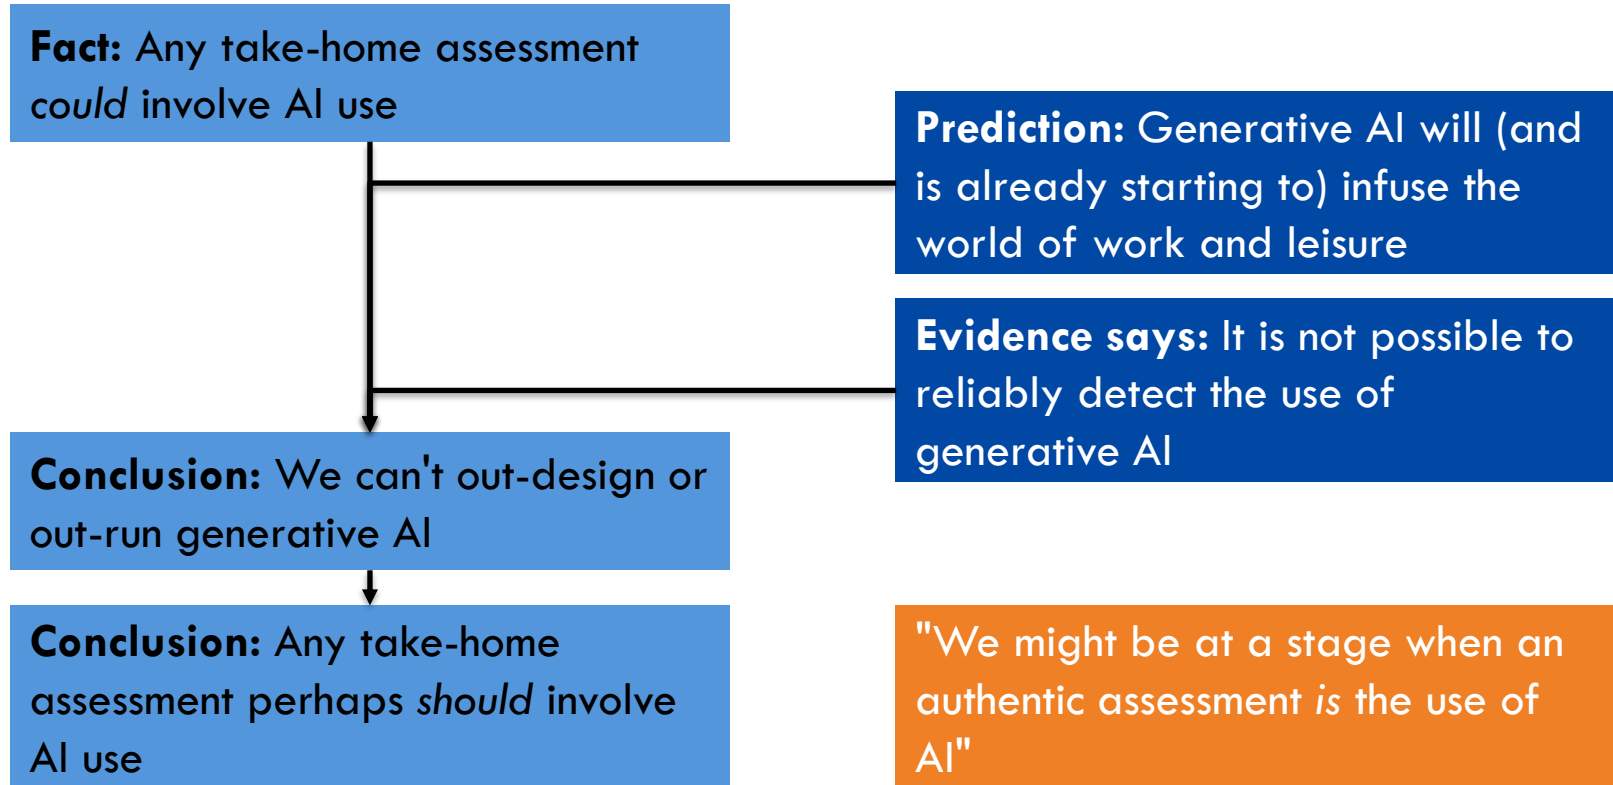 Fact: Any take-home assessment
could involve AI use
Prediction: Generative AI will (and
is already starting to) infuse the
world of work and leisure
Evidence says: It is not possible to
reliably detect the use of
generative AI
Conclusion: We can't out-design or
out-run generative AI
Conclusion: Any take-home
assessment perhaps should involve
AI use
"We might be at a stage when an
authentic assessment is the use of
AI"